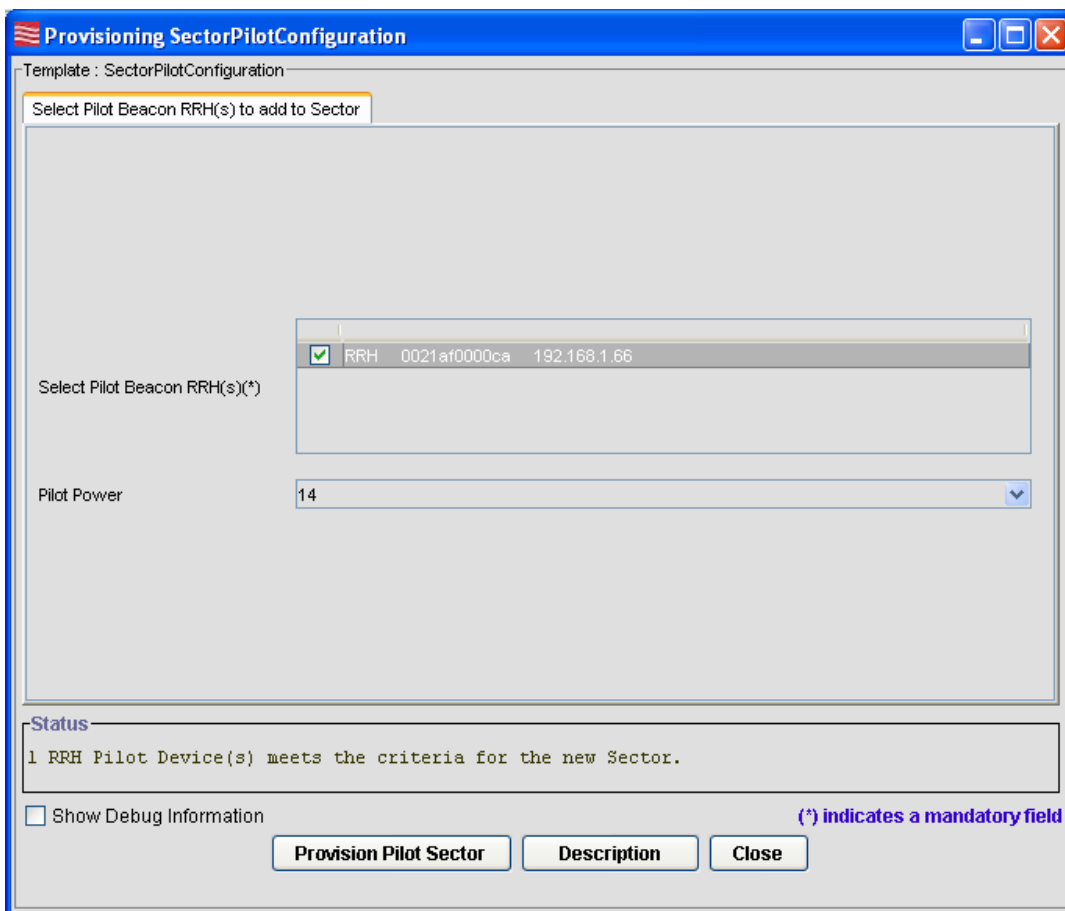 Provisioning SectorPilotConfiguration
Template : SectorPilotConfiguration
Select Pilot Beacon RRH(s) to add to Sector
RRH 0021af0000ca 192.168.1.66
Select Pilot Beacon RRH(s)(*)
Pilot Power 14
Status
1 RRH Pilot Device(s) meets the criteria for the new Sector.
Show Debug Information (*) indicates a mandatory field
Provision Pilot Sector Description Close